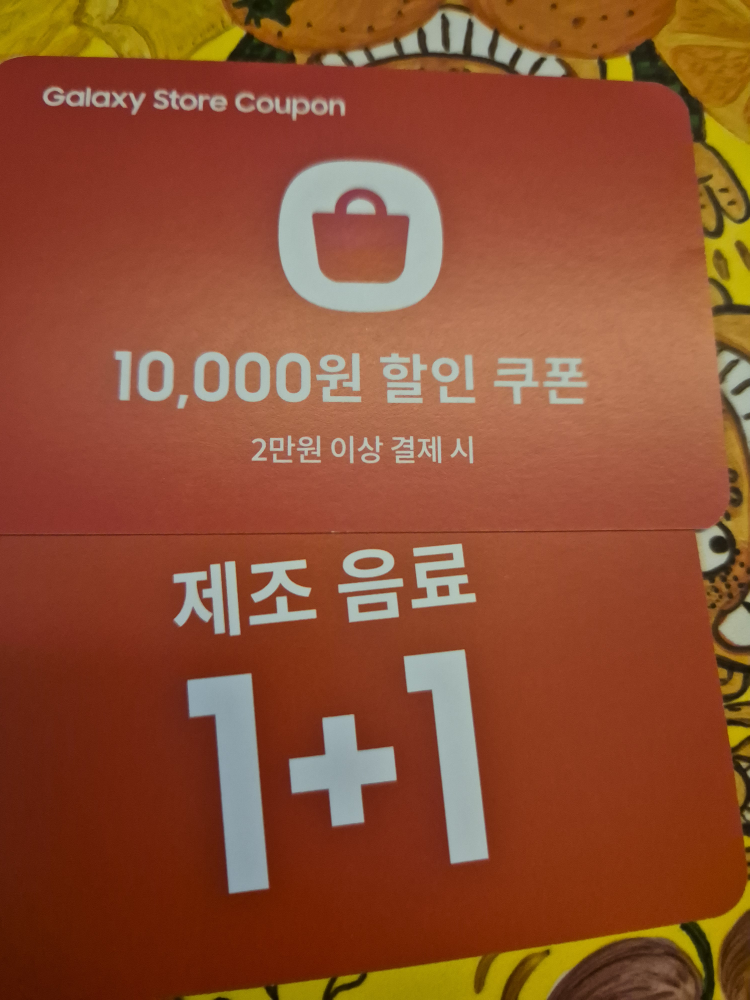 Galaxy Store Coupon
10,000원 할인 쿠폰
2만원 이상 결제 시
제조 음료
1+1